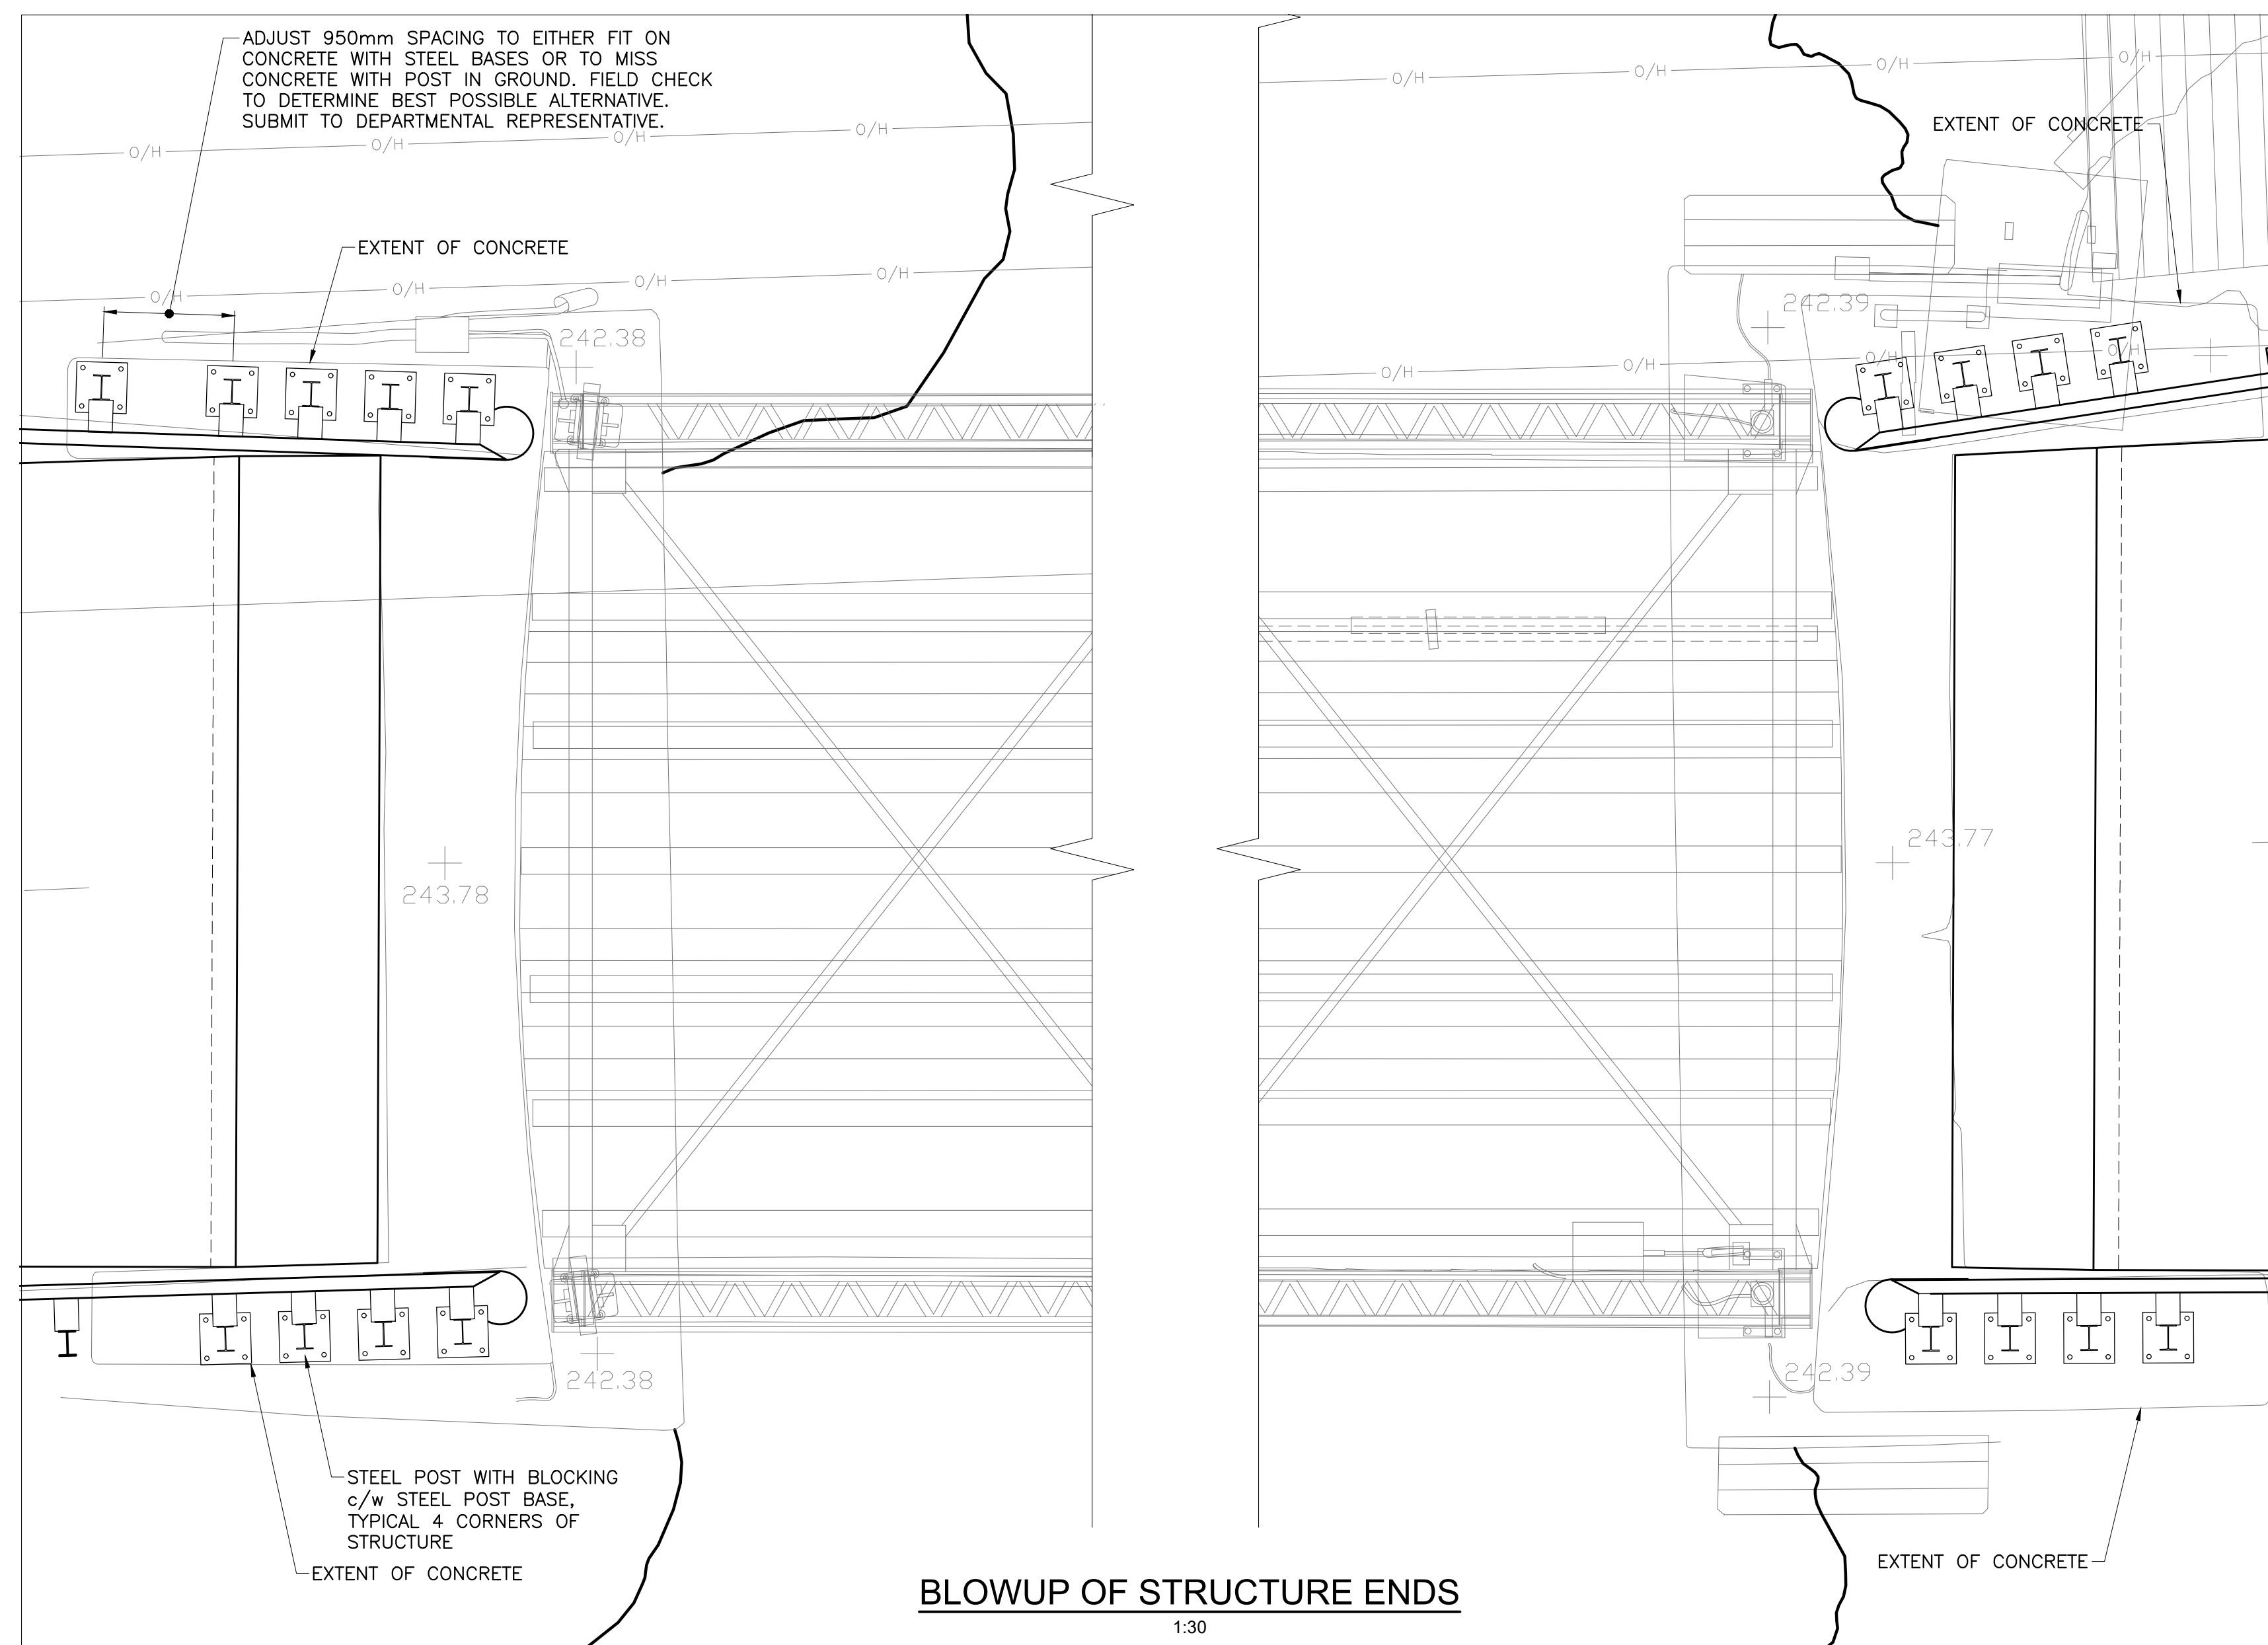 ADJUST 950mm SPACING TO EITHER FIT ON
CONCRETE WITH STEEL BASES OR TO MISS
CONCRETE WITH POST IN GROUND. FIELD CHECK
TO DETERMINE BEST POSSIBLE ALTERNATIVE.
SUBMIT TO DEPARTMENTAL REPRESENTATIVE.
O/H O/H O/H O/H
O/H O/H O/H O/H
EXTENT OF CONCRETE
EXTENT OF CONCRETE
O/H O/H O/H O/H
242.38
242.39
O/H O/H O/H O/H
243.78
243.77
242.38
242.39
STEEL POST WITH BLOCKING
c/w STEEL POST BASE,
TYPICAL 4 CORNERS OF
STRUCTURE
EXTENT OF CONCRETE
EXTENT OF CONCRETE
BLOWUP OF STRUCTURE ENDS
1:30